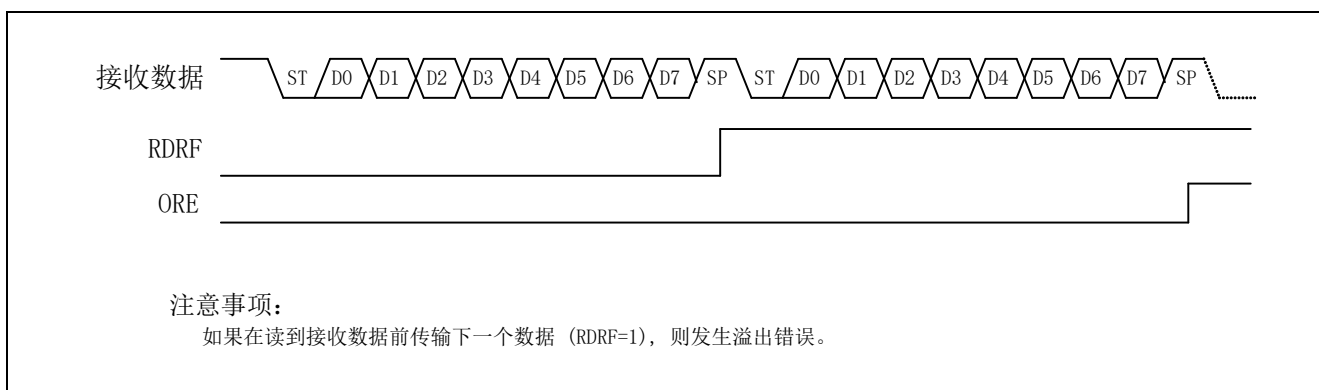 接收数据 ST D0 D1 D2 D3 D4 D5 D6 D7 SP ST D0 D1 D2 D3 D4 D5 D6 D7 SP
RDRF
ORE
注意事项:
如果在读到接收数据前传输下一个数据 (RDRF=1), 则发生溢出错误。